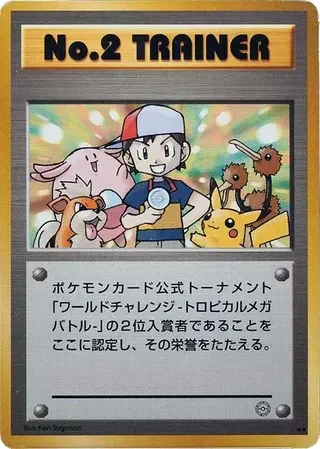 No.2 TRAINER
ポケモンカード公式トーナメント
「ワールドチャレンジ-トロピカルメガ
バトル-」の2位入賞者であることを
ここに認定し、その栄誉をたたえる。
Illus.Ken Sugimori